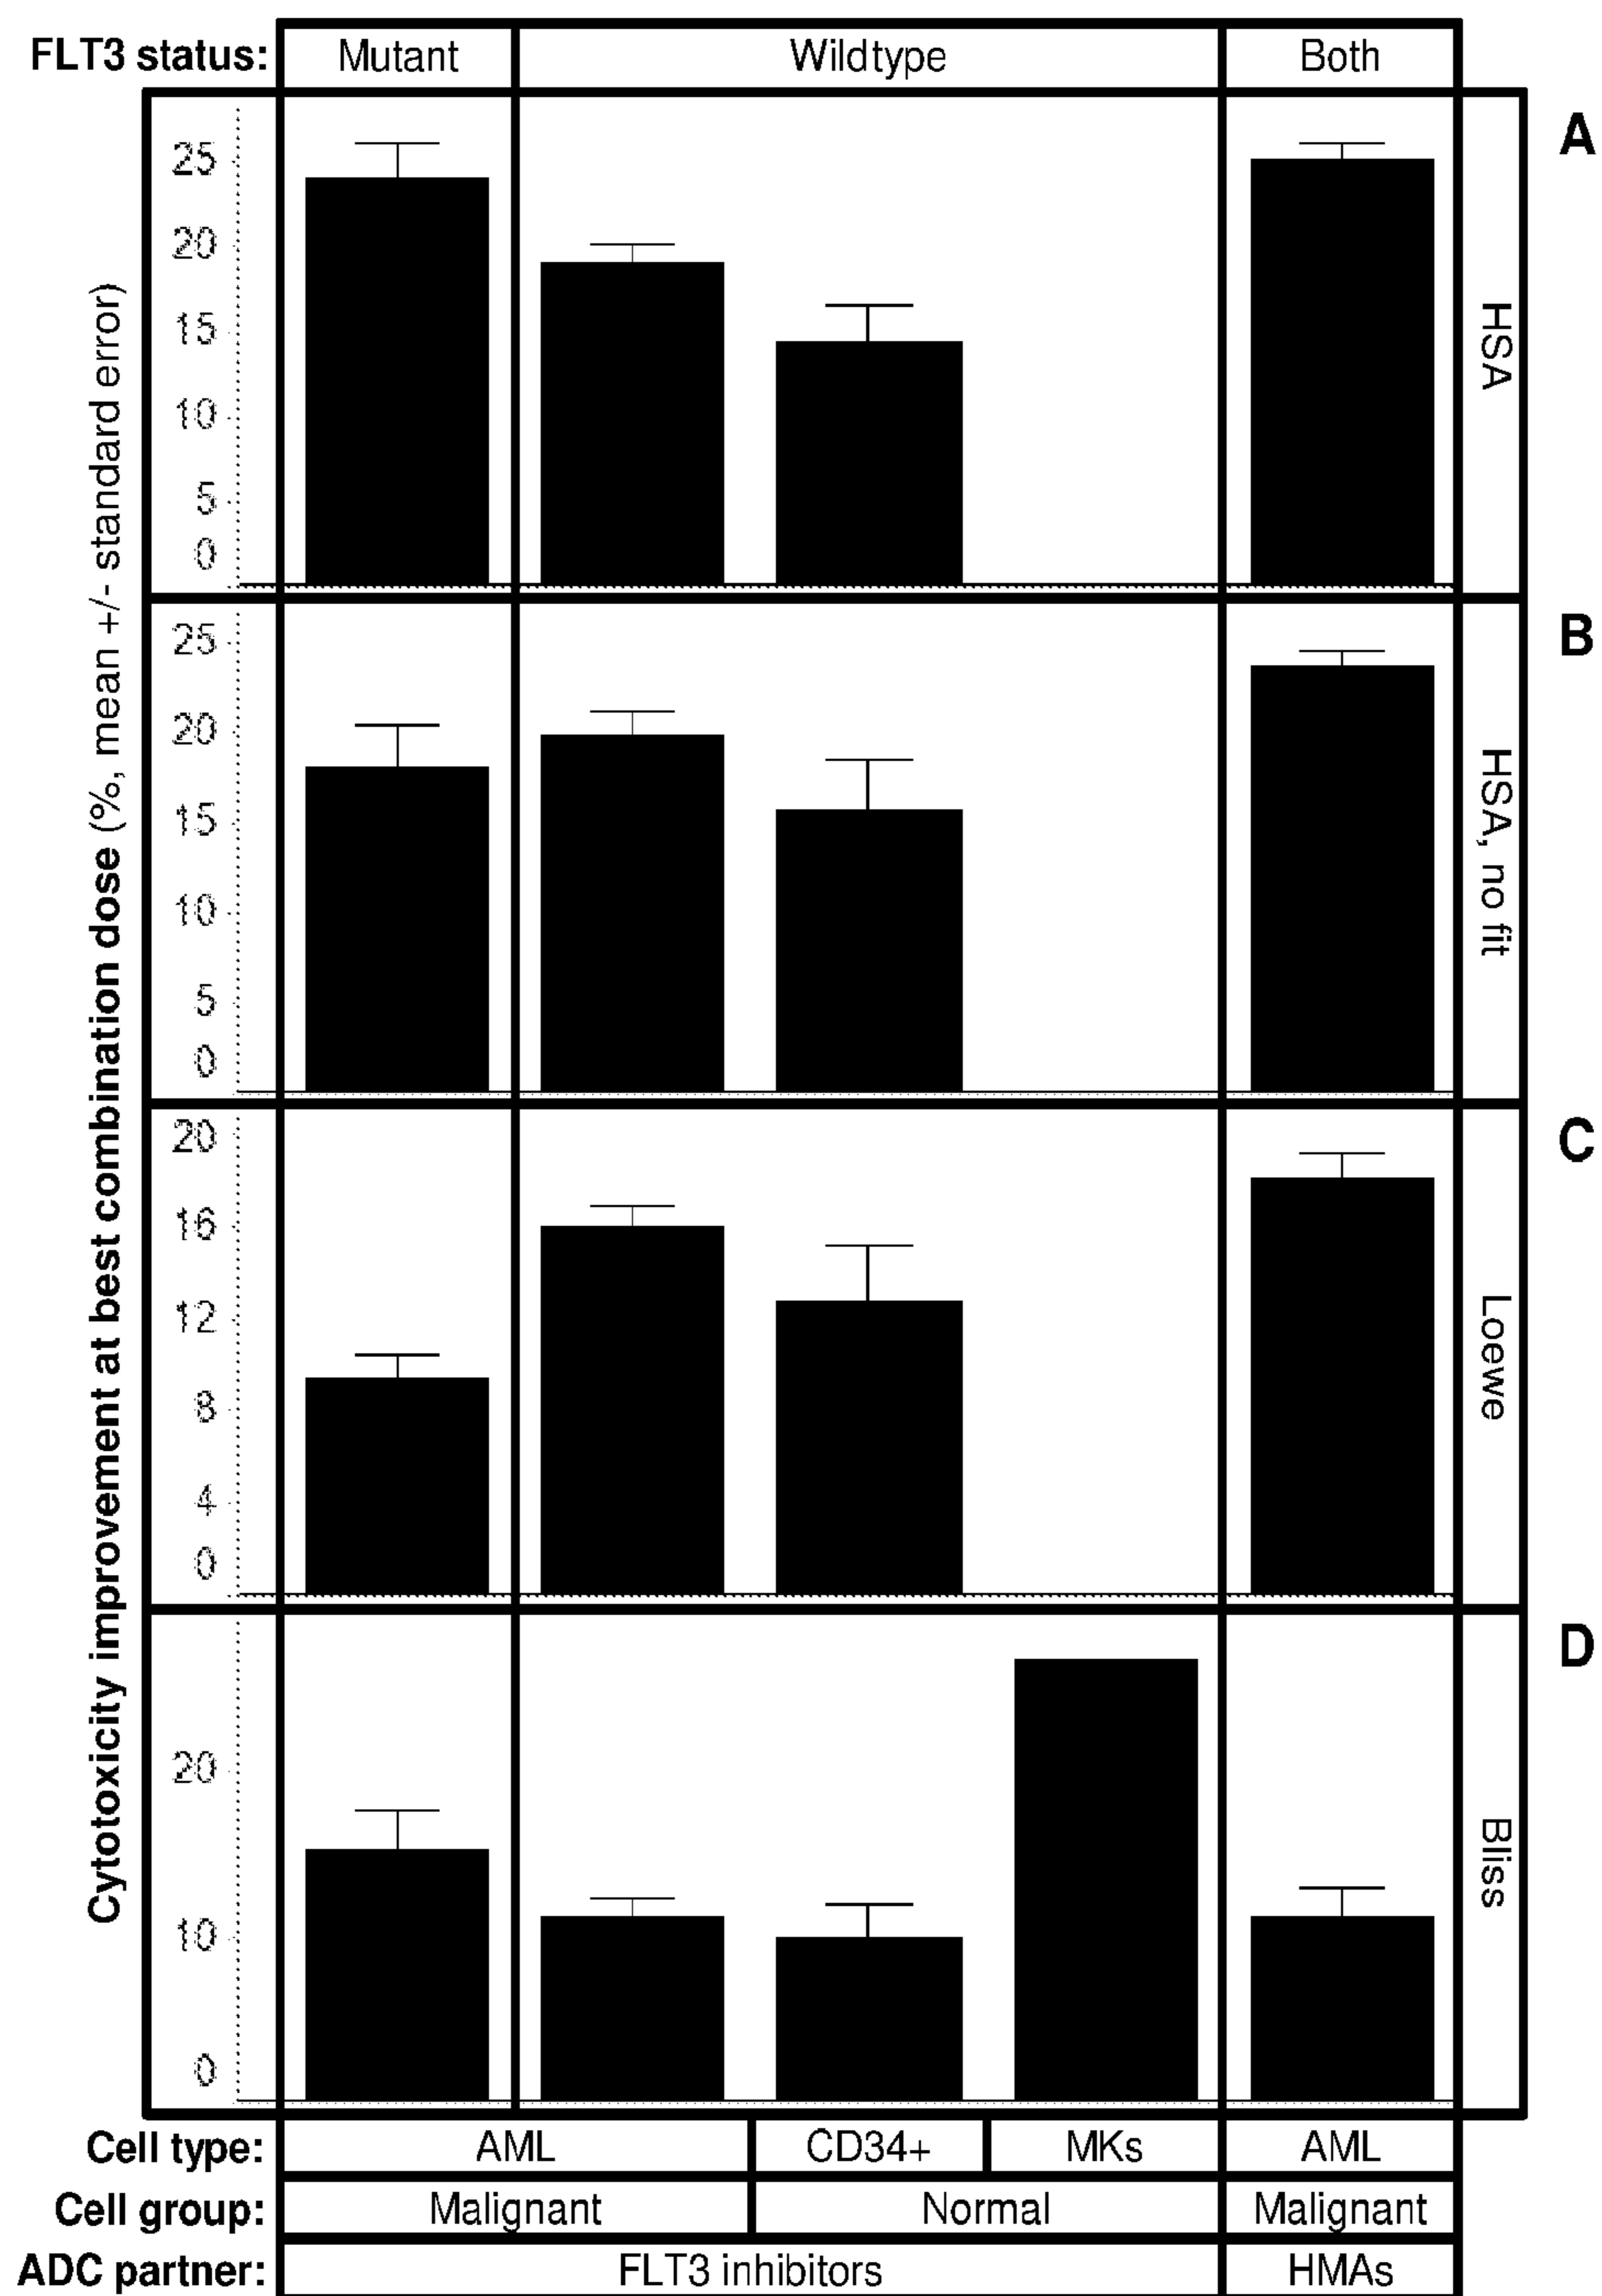 FLT3 status: Mutant Wildtype Both
A
25
20
15
10
5
0
HSA
B
25
20
15
10
5
0
HSA, no fit
C
20
16
12
8
4
0
Loewe
D
20
10
0
Bliss
Cytotoxicity improvement at best combination dose (%, mean +/- standard error)
Cell type: AML CD34+ MKs AML
Cell group: Malignant Normal Malignant
ADC partner: FLT3 inhibitors HMAs